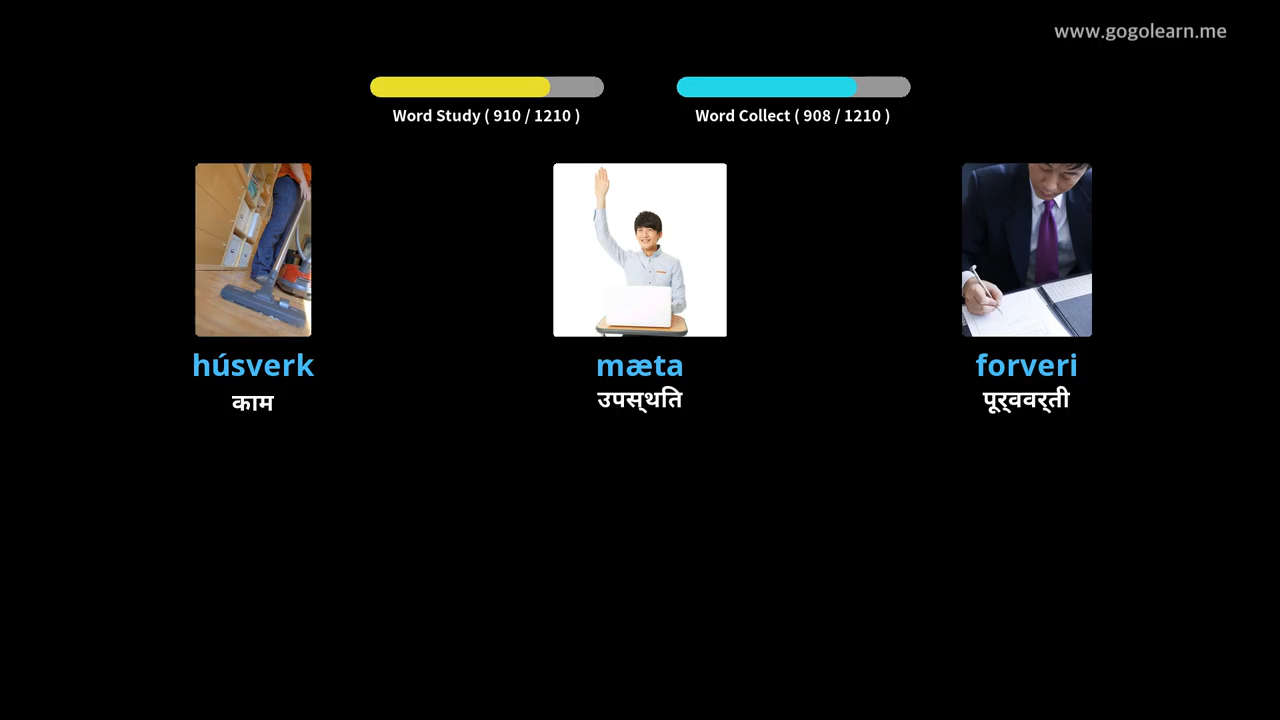 www.gogolearn.me
Word Study ( 910 / 1210 )
Word Collect ( 908 / 1210 )
húsverk
mæta
forveri
काम
उपस्थति
पूर्ववर्ती